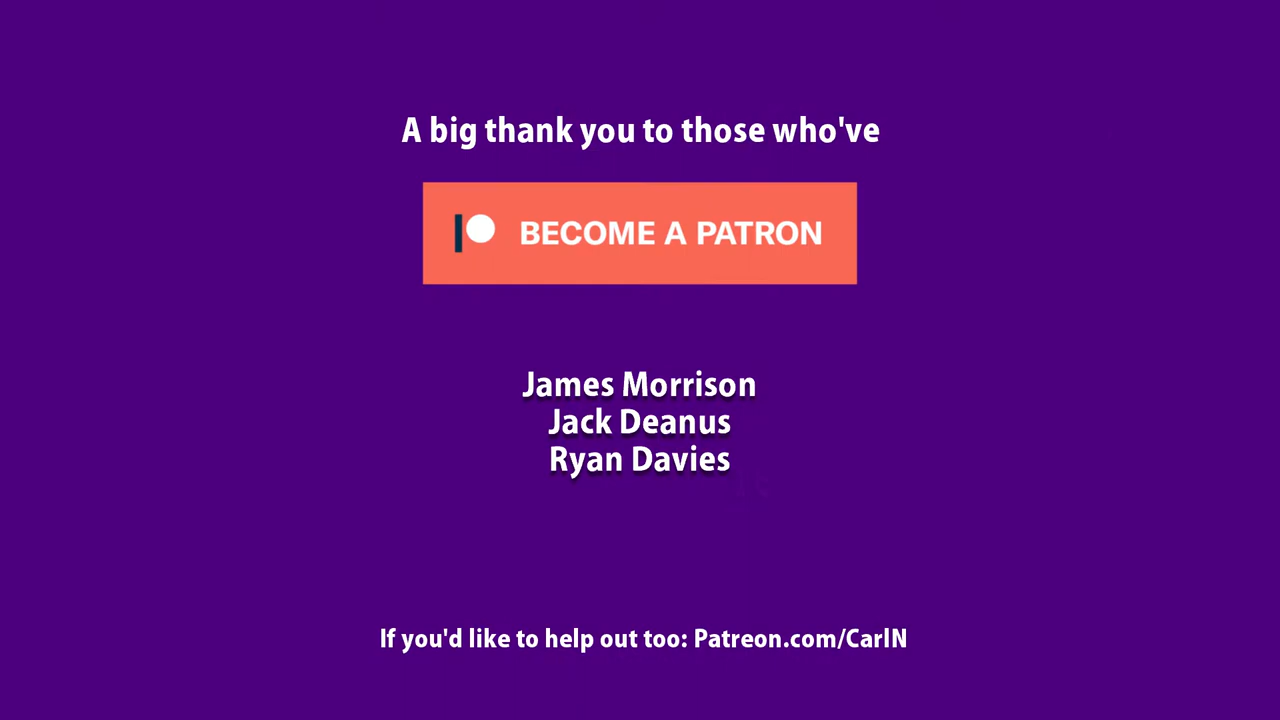 A big thank you to those who've
BECOME A PATRON
James Morrison
Jack Deanus
Ryan Davies
If you'd like to help out too: Patreon.com/CarlN